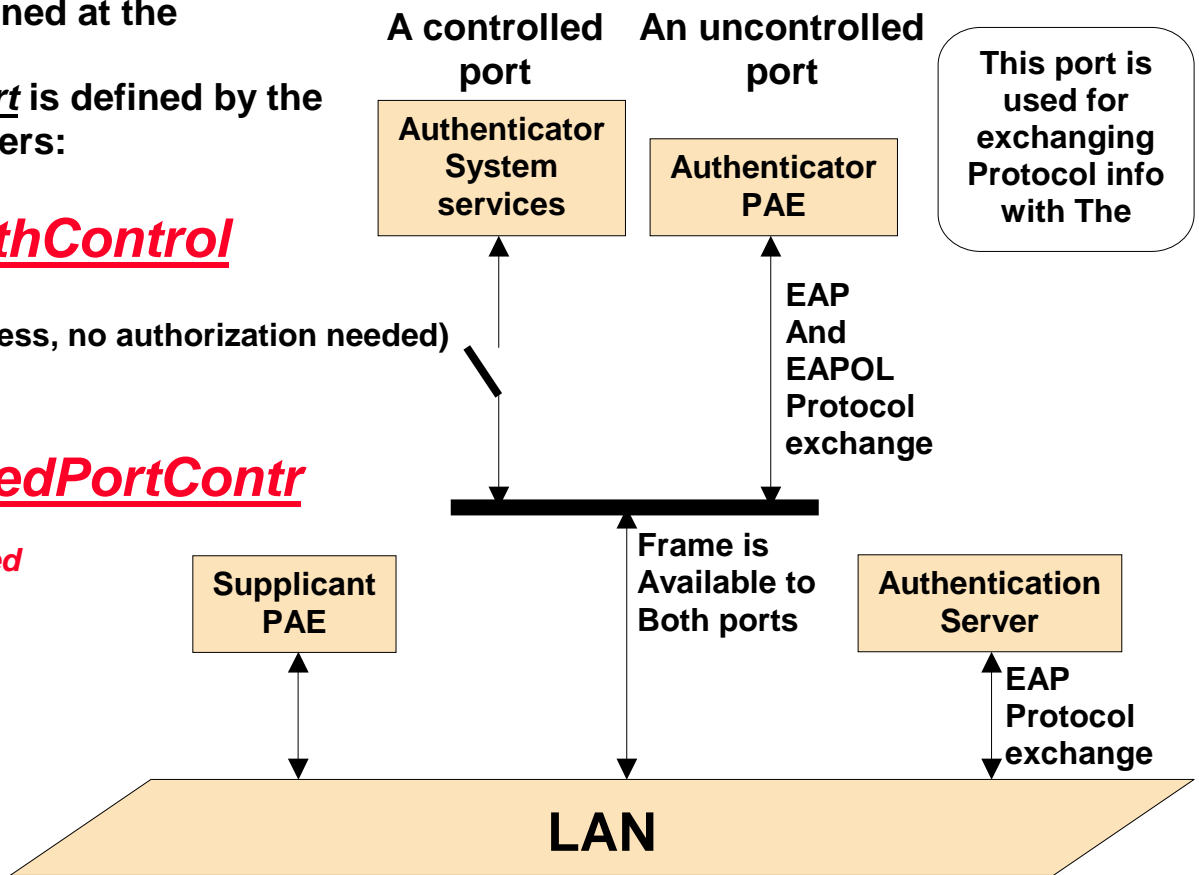 ned at the
rt is defined by the
ers:
thControl
ess, no authorization needed)
edPortContr
ed
A controlled
port
An uncontrolled
port
This port is
used for
exchanging
Protocol info
with The
Authenticator
System
services
Authenticator
PAE
EAP
And
EAPOL
Protocol
exchange
Frame is
Available to
Both ports
Supplicant
PAE
Authentication
Server
EAP
Protocol
exchange
LAN